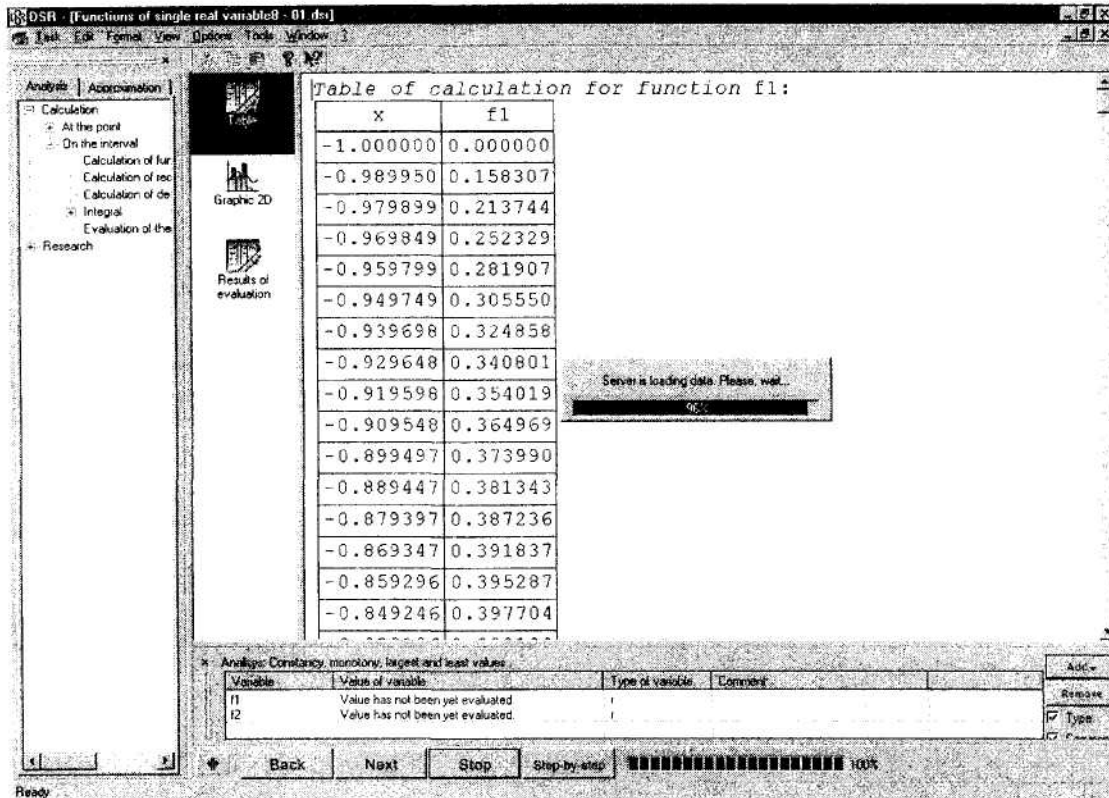 DSR - [Functions of single real variable8 - 01.dsi]
Task Edit Format View Options Tools Window ?
Analysis Approximation
Calculation
At the point
On the interval
Calculation of fur
Calculation of rec
Calculation of de
Integral
Evaluation of the
Research
Table
Graphic 2D
Results of
evaluation
Table of calculation for function f1:
x f1
-1.000000 0.000000
-0.989950 0.158307
-0.979899 0.213744
-0.969849 0.252329
-0.959799 0.281907
-0.949749 0.305550
-0.939698 0.324858
-0.929648 0.340801
-0.919598 0.354019
-0.909548 0.364969
-0.899497 0.373990
-0.889447 0.381343
-0.879397 0.387236
-0.869347 0.391837
-0.859296 0.395287
-0.849246 0.397704
Server is loading data. Please, wait...
96%
Analisys: Constancy, monotony, largest and least values
Variable Value of variable Type of variable Comment
f1 Value has not been yet evaluated.
f2 Value has not been yet evaluated.
Add
Remove
Type
Back Next Stop Step-by-step 100%
Ready